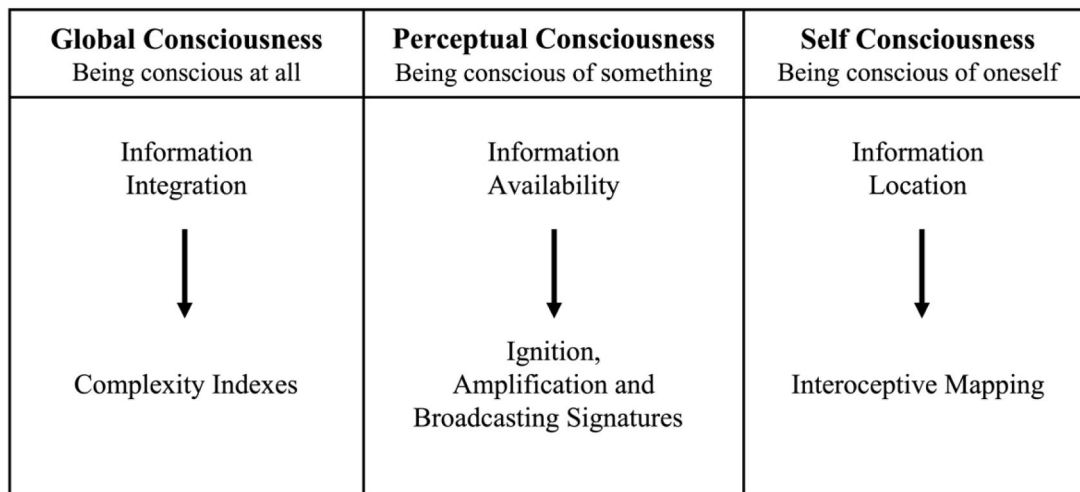 Global Consciousness
Being conscious at all
Perceptual Consciousness
Being conscious of something
Self Consciousness
Being conscious of oneself
Information
Integration
Complexity Indexes
Information
Availability
Ignition,
Amplification and
Broadcasting Signatures
Information
Location
Interoceptive Mapping